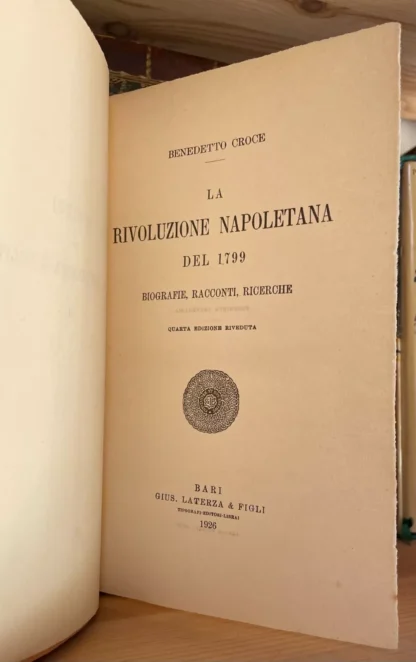 BENEDETTO CROCE
LA
RIVOLUZIONE NAPOLETANA
DEL 1799
BIOGRAFIE, RACCONTI, RICERCHE
QUARTA EDIZIONE RIVEDUTA
BARI
GIUS. LATERZA & FIGLI
TIPOGRAFI-EDITORI-LIBRAI
1926